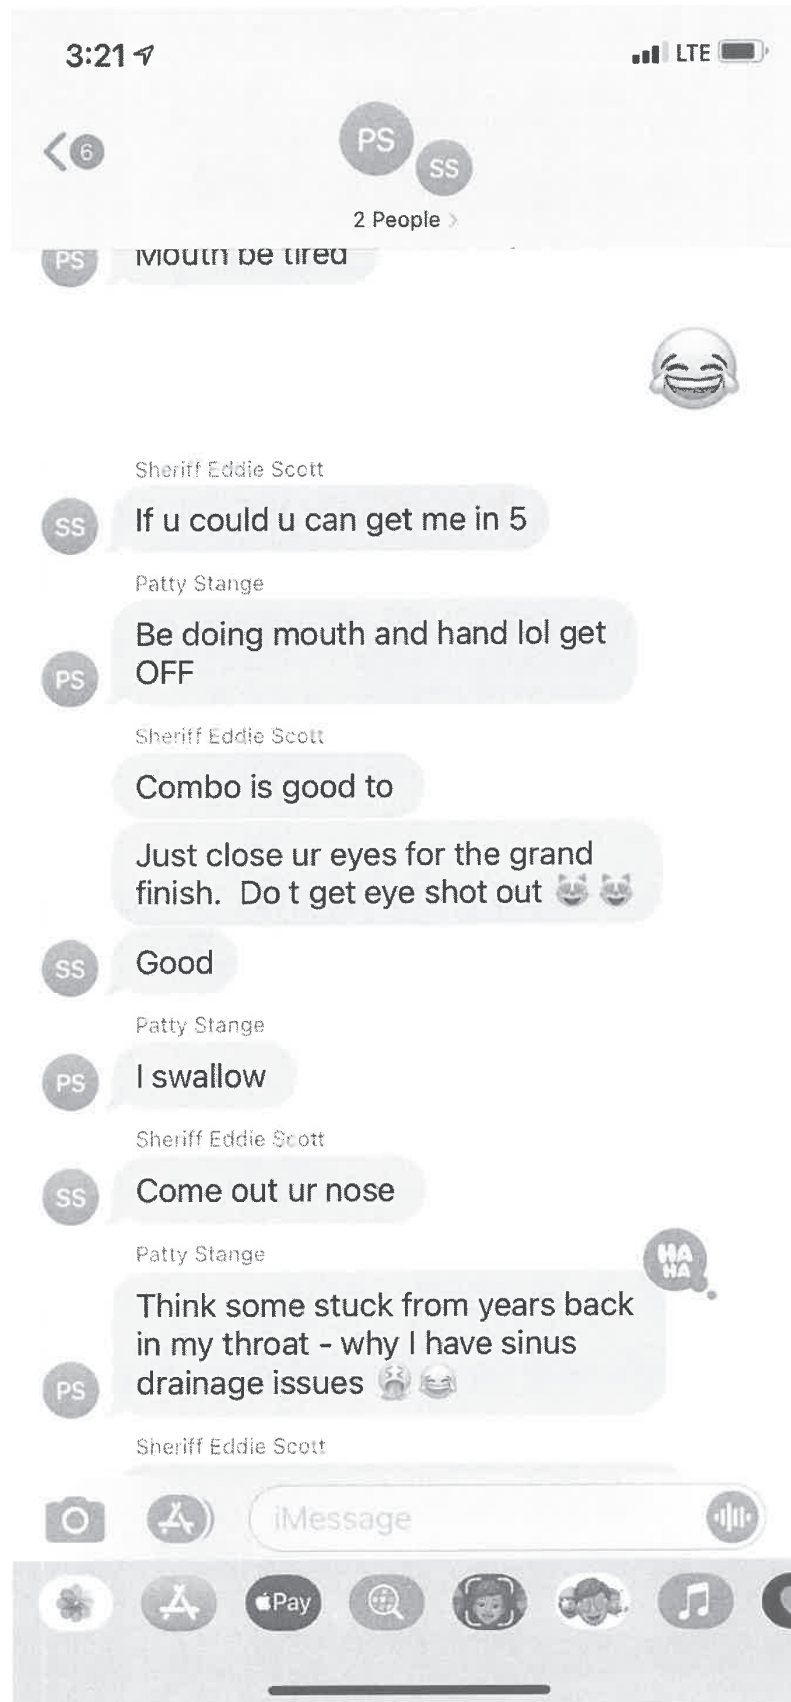 3:21
LTE
6
PS
SS
2 People >
PS
Mouth be tired
Sheriff Eddie Scott
If u could u can get me in 5
SS
Patty Stange
Be doing mouth and hand lol get
OFF
PS
Sheriff Eddie Scott
Combo is good to
Just close ur eyes for the grand
finish. Do t get eye shot out 😹 😹
Good
SS
Patty Stange
I swallow
PS
Sheriff Eddie Scott
Come out ur nose
SS
Patty Stange
HA
HA
Think some stuck from years back
in my throat - why I have sinus
drainage issues 🤮 😂
PS
Sheriff Eddie Scott
iMessage
Pay